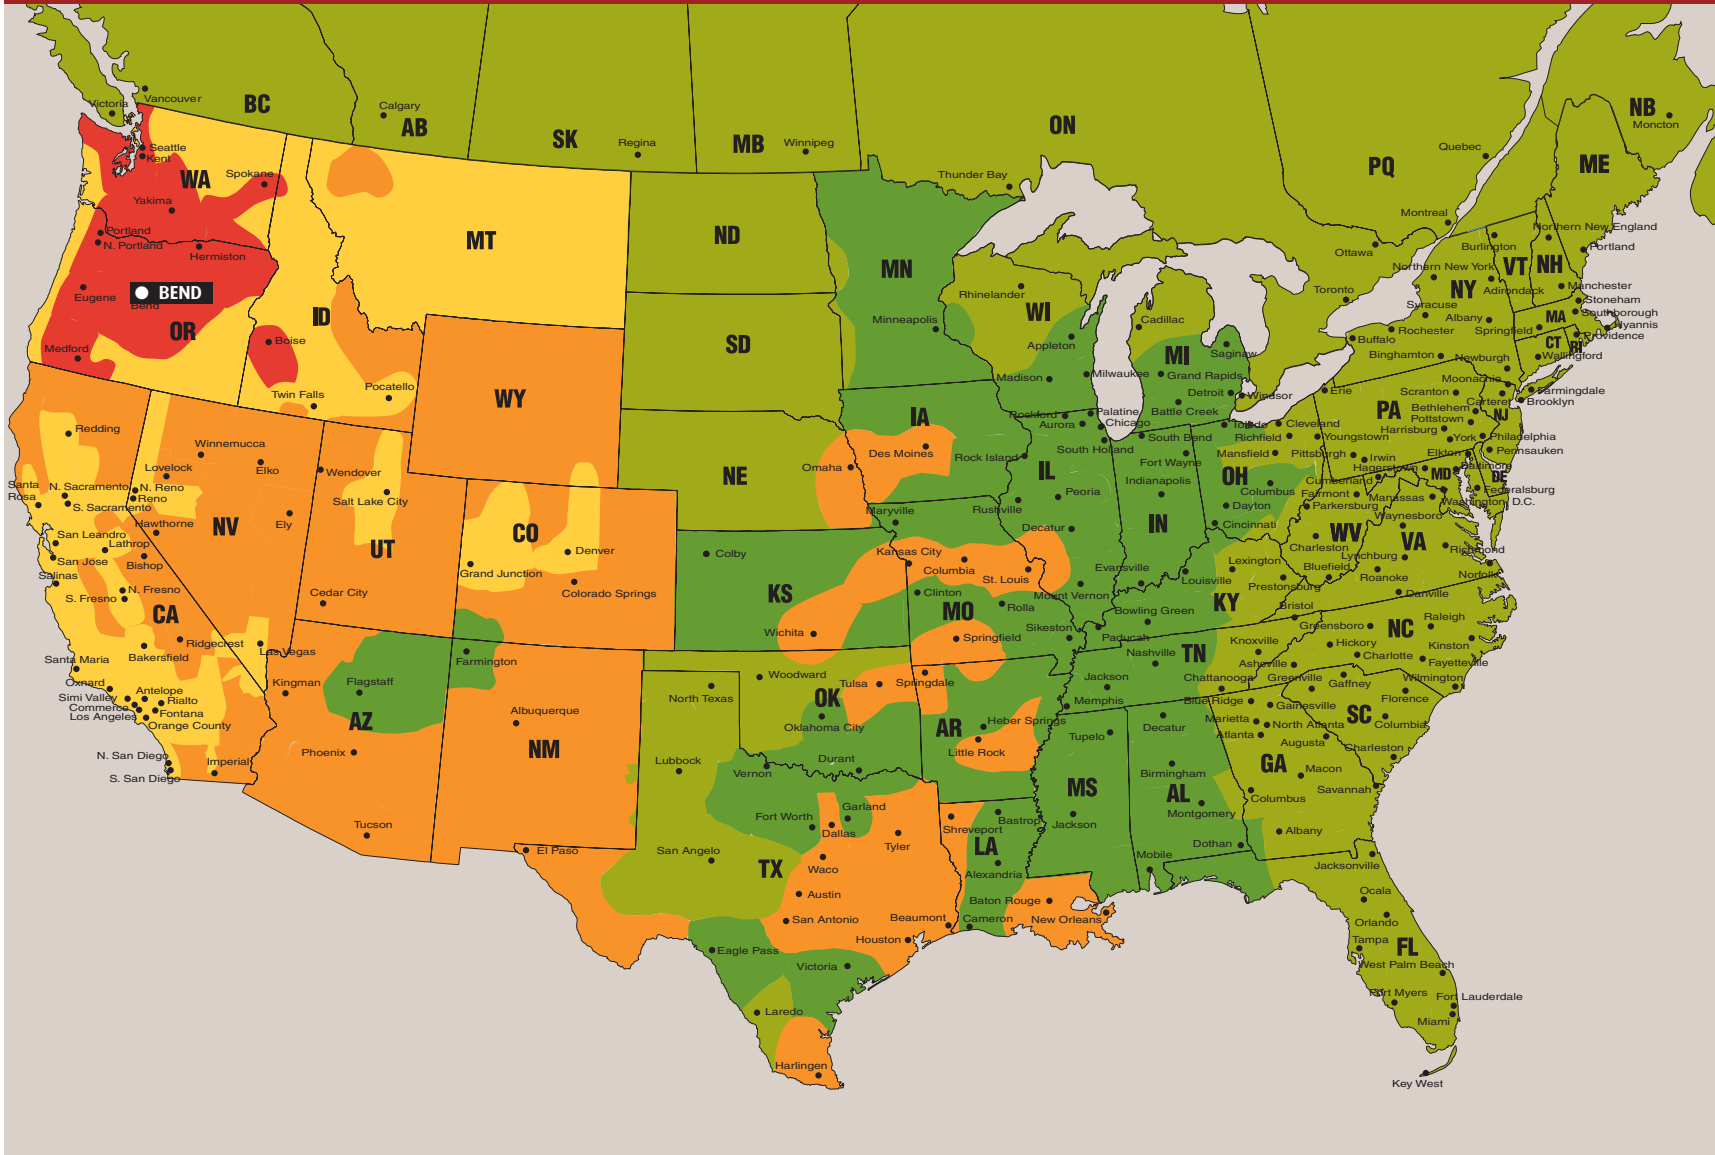 Victoria
Vancouver
BC
Calgary
AB
SK
Regina
MB
Winnipeg
ON
Thunder Bay
PQ
Quebec
NB
Moncton
ME
Montreal
Ottawa
Toronto
Seattle
Kent
WA
Spokane
Yakima
Portland
N. Portland
Hermiston
Eugene
BEND
Bend
OR
Medford
ID
Boise
Twin Falls
Pocatello
MT
WY
ND
SD
NE
Omaha
MN
Minneapolis
WI
Rhinelander
Appleton
Madison
Milwaukee
MI
Cadillac
Saginaw
Grand Rapids
Detroit
Battle Creek
Windsor
Northern New England
Portland
Burlington
VT
NH
Northern New York
NY
Adirondack
Manchester
Stoneham
Southborough
MA
Hyannis
Syracuse
Albany
Springfield
Providence
Rochester
Buffalo
CT
RI
Wallingford
Binghamton
Newburgh
Moonachie
Farmingdale
Brooklyn
Carteret
NJ
Erie
PA
Scranton
Bethlehem
Pottstown
Harrisburg
York
Philadelphia
Pennsauken
Elkton
Baltimore
Pittsburgh
Irwin
Hagerstown
MD
DE
Cumberland
Federalsburg
Manassas
Washington, D.C.
Toledo
Cleveland
Richfield
Youngstown
Mansfield
OH
Columbus
Dayton
Cincinnati
Fairmont
Parkersburg
WV
Charleston
Bluefield
Waynesboro
VA
Richmond
Lynchburg
Roanoke
Norfolk
Danville
Redding
Santa
Rosa
N. Sacramento
S. Sacramento
San Leandro
Lathrop
San Jose
Salinas
N. Fresno
S. Fresno
CA
Bishop
Ridgecrest
Bakersfield
Santa Maria
Oxnard
Simi Valley
Antelope
Rialto
Commerce
Fontana
Los Angeles
Orange County
N. San Diego
S. San Diego
Imperial
Winnemucca
Lovelock
Elko
N. Reno
Reno
Hawthorne
NV
Ely
Las Vegas
Wendover
Salt Lake City
UT
Cedar City
CO
Denver
Grand Junction
Colorado Springs
Kingman
Flagstaff
AZ
Phoenix
Tucson
Farmington
Albuquerque
NM
Colby
KS
Wichita
IA
Des Moines
Maryville
Kansas City
Columbia
St. Louis
Clinton
MO
Rolla
Springfield
Sikeston
Rockford
Palatine
Aurora
Chicago
South Holland
Rock Island
IL
Peoria
Rushville
Decatur
Mount Vernon
South Bend
Fort Wayne
Indianapolis
IN
Evansville
Louisville
Lexington
Prestonsburg
KY
Bowling Green
Paducah
Bristol
Knoxville
TN
Nashville
Jackson
Memphis
Chattanooga
Greensboro
NC
Raleigh
Hickory
Kinston
Asheville
Charlotte
Fayetteville
Greenville
Gaffney
Wilmington
Florence
SC
Columbia
Charleston
Blue Ridge
Gainesville
Marietta
North Atlanta
Atlanta
Augusta
GA
Macon
Columbus
Savannah
Albany
Woodward
OK
Tulsa
Oklahoma City
Durant
Springdale
AR
Heber Springs
Little Rock
North Texas
Lubbock
Vernon
Fort Worth
Garland
Dallas
Tyler
Waco
El Paso
San Angelo
TX
Austin
San Antonio
Beaumont
Houston
Eagle Pass
Victoria
Laredo
Harlingen
Shreveport
Bastrop
LA
Alexandria
Baton Rouge
Cameron
New Orleans
Tupelo
MS
Jackson
Decatur
Birmingham
AL
Montgomery
Dothan
Mobile
Jacksonville
Ocala
Orlando
Tampa
FL
West Palm Beach
Fort Myers
Fort Lauderdale
Miami
Key West